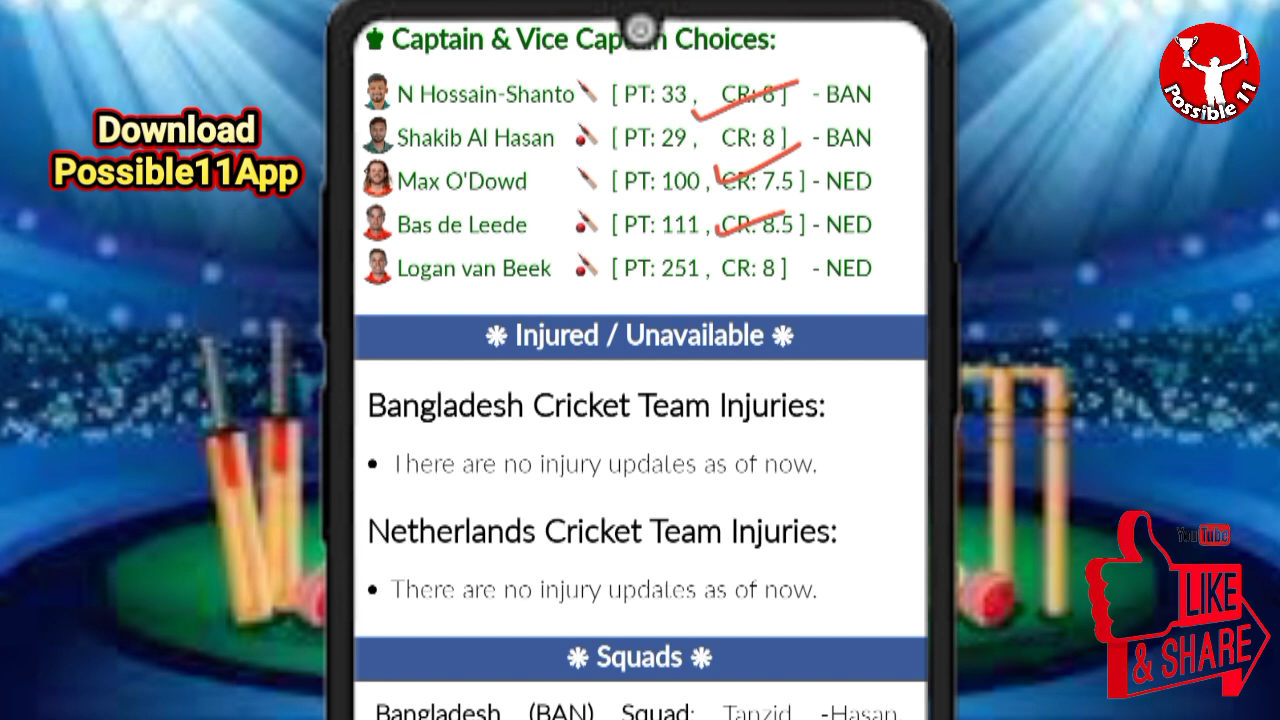 Captain & Vice Captain Choices:
N Hossain-Shanto [ PT: 33 , CR: 8 ] - BAN
Shakib Al Hasan [ PT: 29 , CR: 8 ] - BAN
Max O'Dowd [ PT: 100 , CR: 7.5 ] - NED
Bas de Leede [ PT: 111 , CR: 8.5 ] - NED
Logan van Beek [ PT: 251 , CR: 8 ] - NED
Download
Possible11App
Possible 11
Injured / Unavailable
Bangladesh Cricket Team Injuries:
• There are no injury updates as of now.
Netherlands Cricket Team Injuries:
• There are no injury updates as of now.
YouTube
LIKE
& SHARE
Squads
Bangladesh (BAN) Squad: Tanzid -Hasan